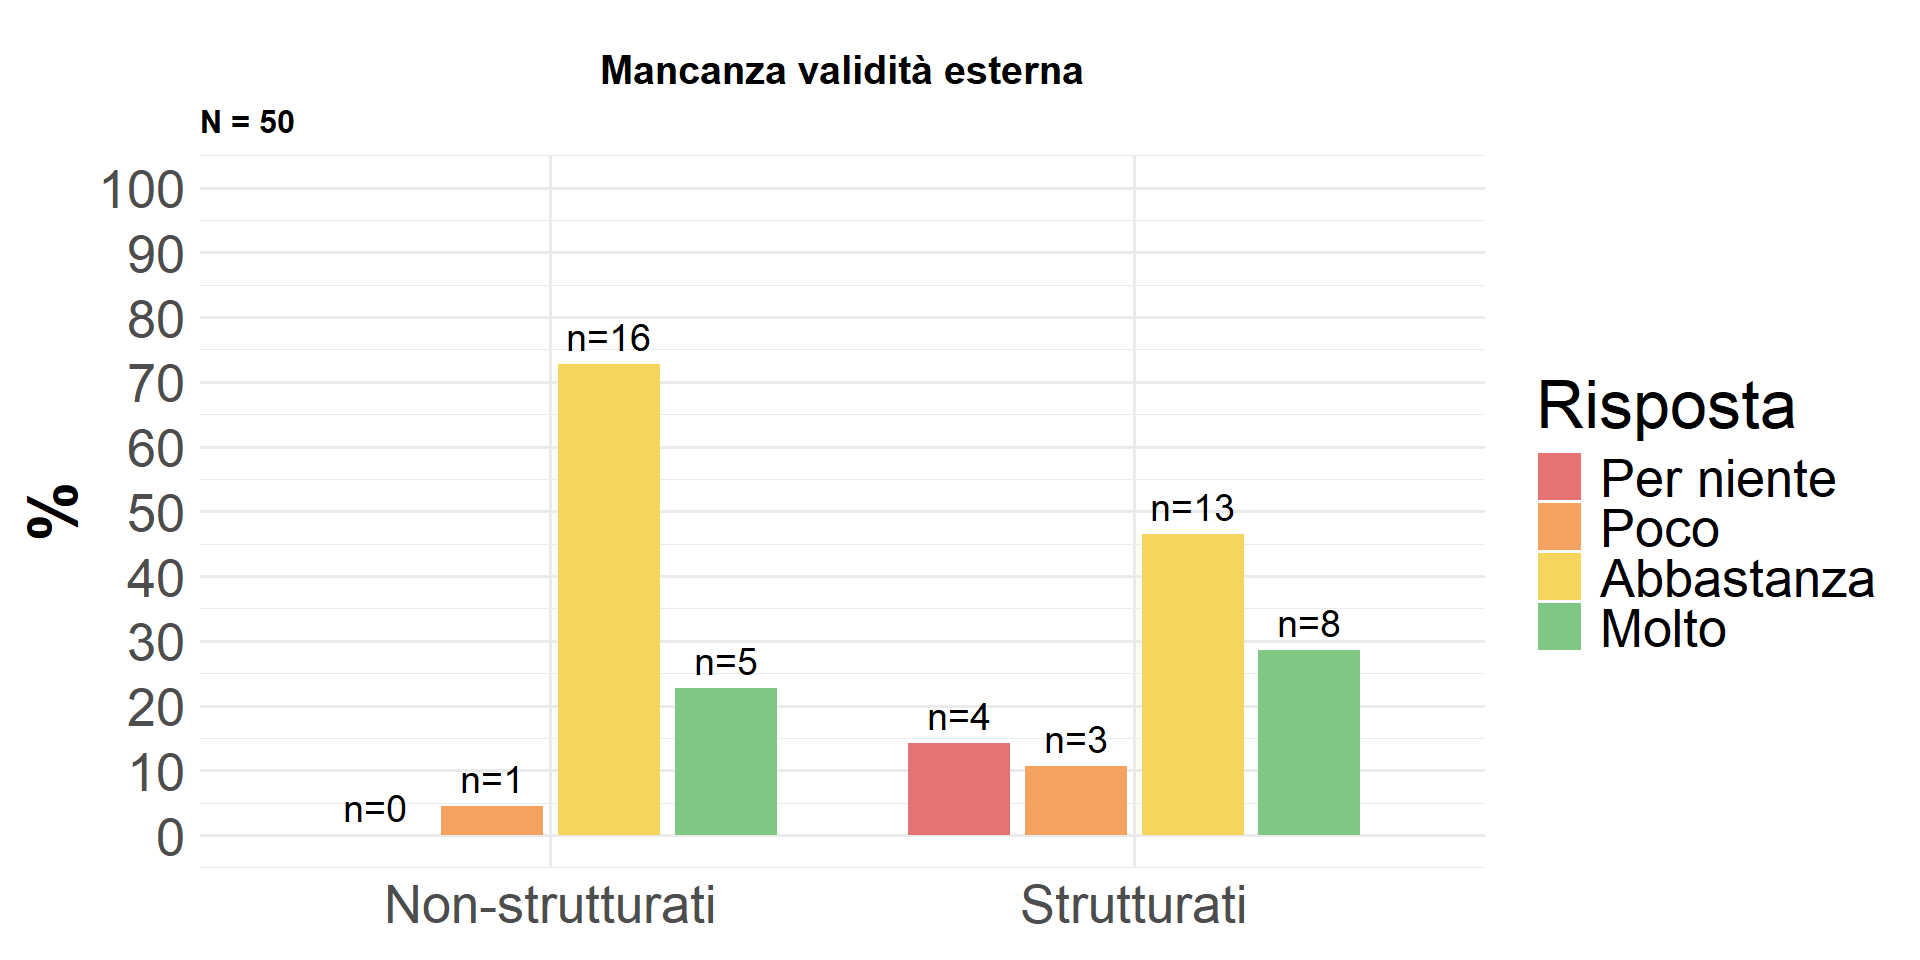 Mancanza validità esterna
N = 50
100
90
80
70
60
50
40
30
20
10
0
%
n=0
n=1
n=16
n=5
n=4
n=3
n=13
n=8
Non-strutturati
Strutturati
Risposta
Per niente
Poco
Abbastanza
Molto